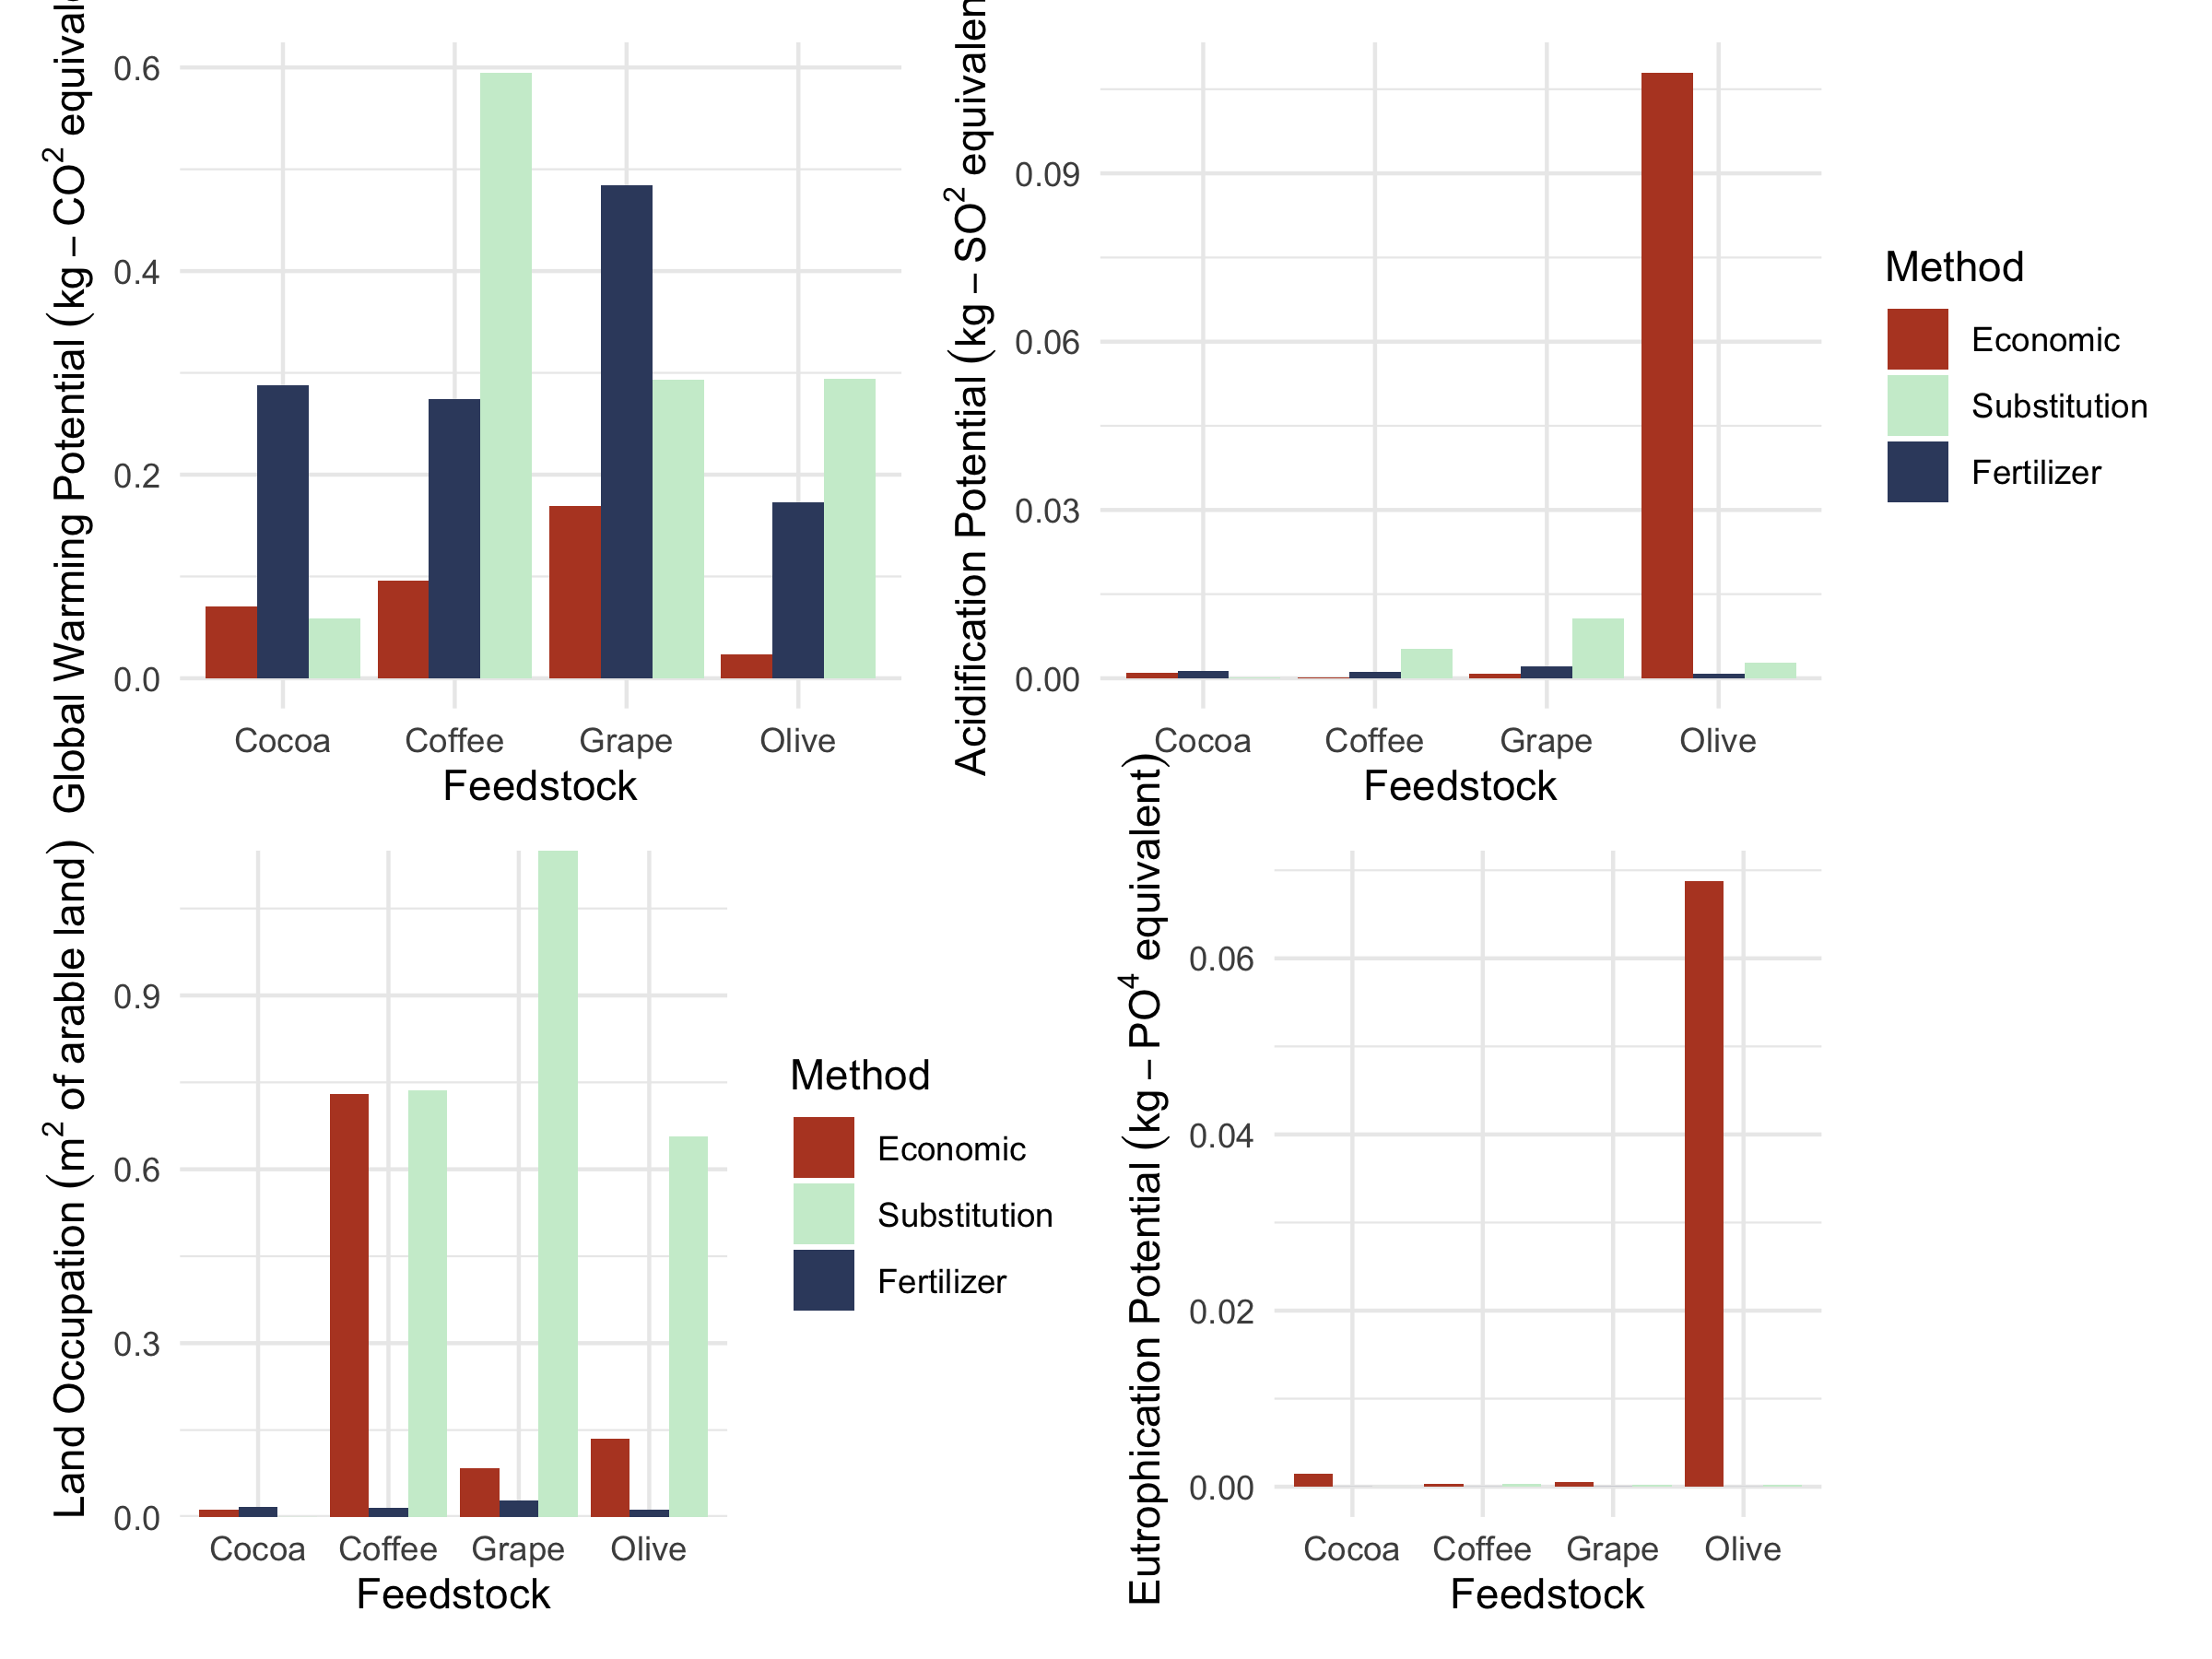 Global Warming Potential (kg – CO² equival
0.6
0.4
0.2
0.0
Cocoa Coffee Grape Olive
Feedstock
Acidification Potential (kg – SO² equivalen
0.09
0.06
0.03
0.00
Cocoa Coffee Grape Olive
Feedstock
Method
Economic
Substitution
Fertilizer
Land Occupation (m² of arable land)
0.9
0.6
0.3
0.0
Cocoa Coffee Grape Olive
Feedstock
Method
Economic
Substitution
Fertilizer
Eutrophication Potential (kg – PO⁴ equivalent)
0.06
0.04
0.02
0.00
Cocoa Coffee Grape Olive
Feedstock